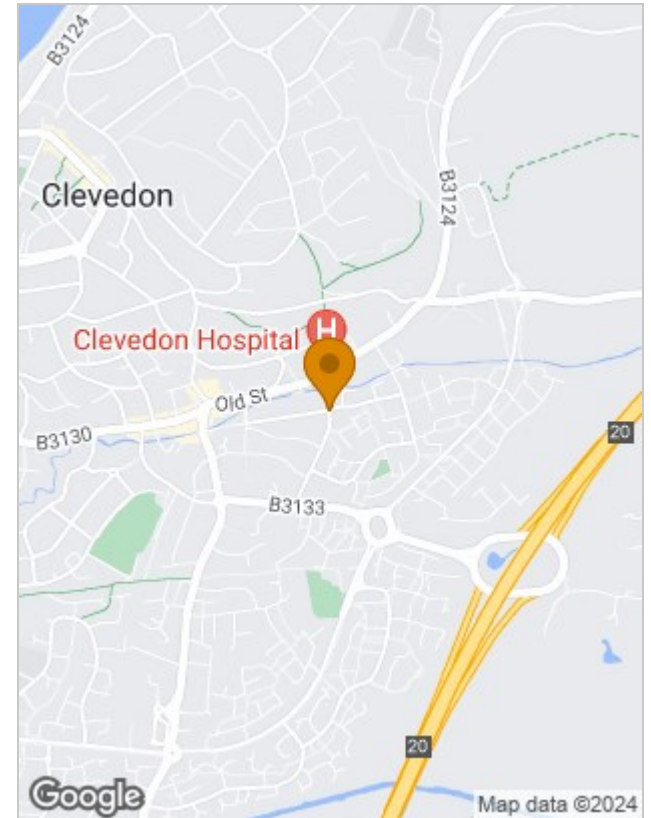 B3124
Clevedon
B3124
Clevedon Hospital
H
Old St
B3130
20
B3133
20
Google
Map data ©2024